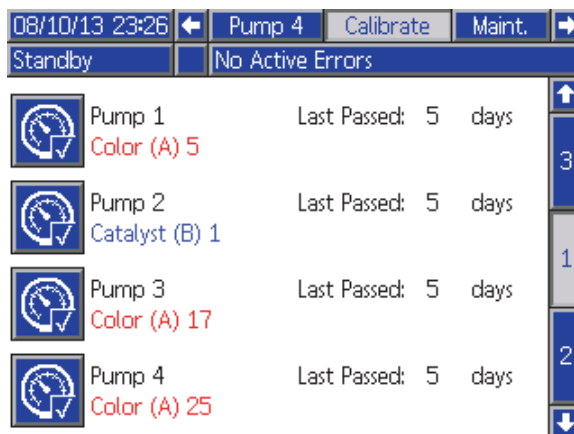 08/10/13 23:26 Pump 4 Calibrate Maint.
Standby No Active Errors
Pump 1 Last Passed: 5 days
Color (A) 5
3
Pump 2 Last Passed: 5 days
Catalyst (B) 1
1
Pump 3 Last Passed: 5 days
Color (A) 17
2
Pump 4 Last Passed: 5 days
Color (A) 25